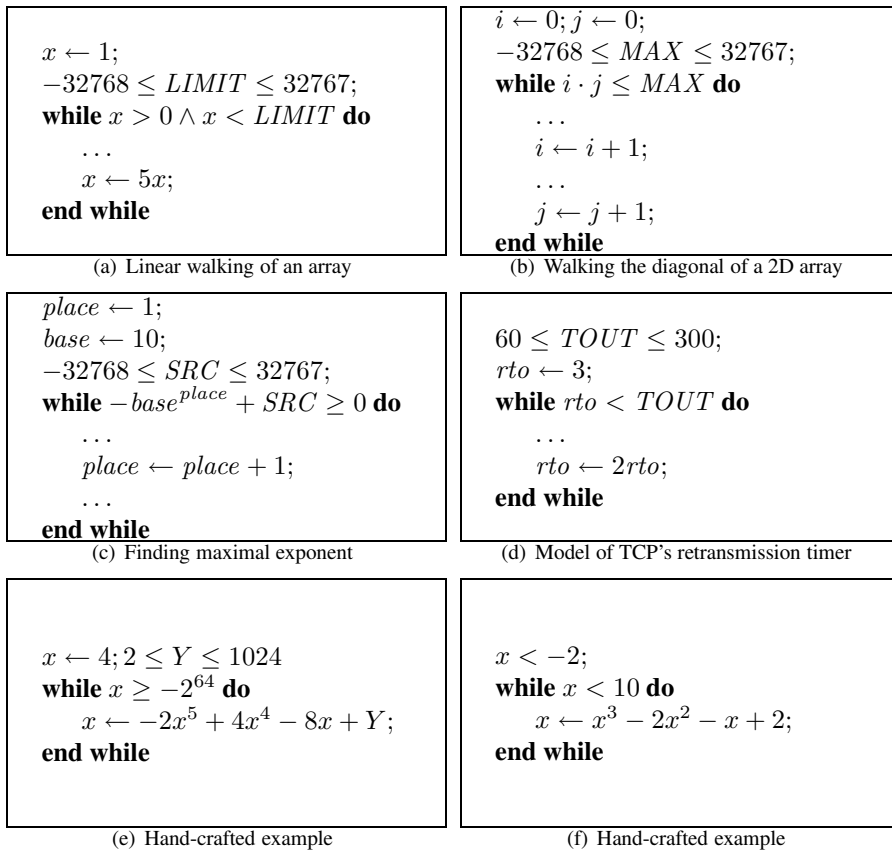 x ← 1;
−32768 ≤ LIMIT ≤ 32767;
while x > 0 ∧ x < LIMIT do
...
x ← 5x;
end while
(a) Linear walking of an array
i ← 0; j ← 0;
−32768 ≤ MAX ≤ 32767;
while i · j ≤ MAX do
...
i ← i + 1;
...
j ← j + 1;
end while
(b) Walking the diagonal of a 2D array
place ← 1;
base ← 10;
−32768 ≤ SRC ≤ 32767;
while −base^place + SRC ≥ 0 do
...
place ← place + 1;
...
end while
(c) Finding maximal exponent
60 ≤ TOUT ≤ 300;
rto ← 3;
while rto < TOUT do
...
rto ← 2rto;
end while
(d) Model of TCP's retransmission timer
x ← 4; 2 ≤ Y ≤ 1024
while x ≥ −2^64 do
x ← −2x^5 + 4x^4 − 8x + Y;
end while
(e) Hand-crafted example
x < −2;
while x < 10 do
x ← x^3 − 2x^2 − x + 2;
end while
(f) Hand-crafted example